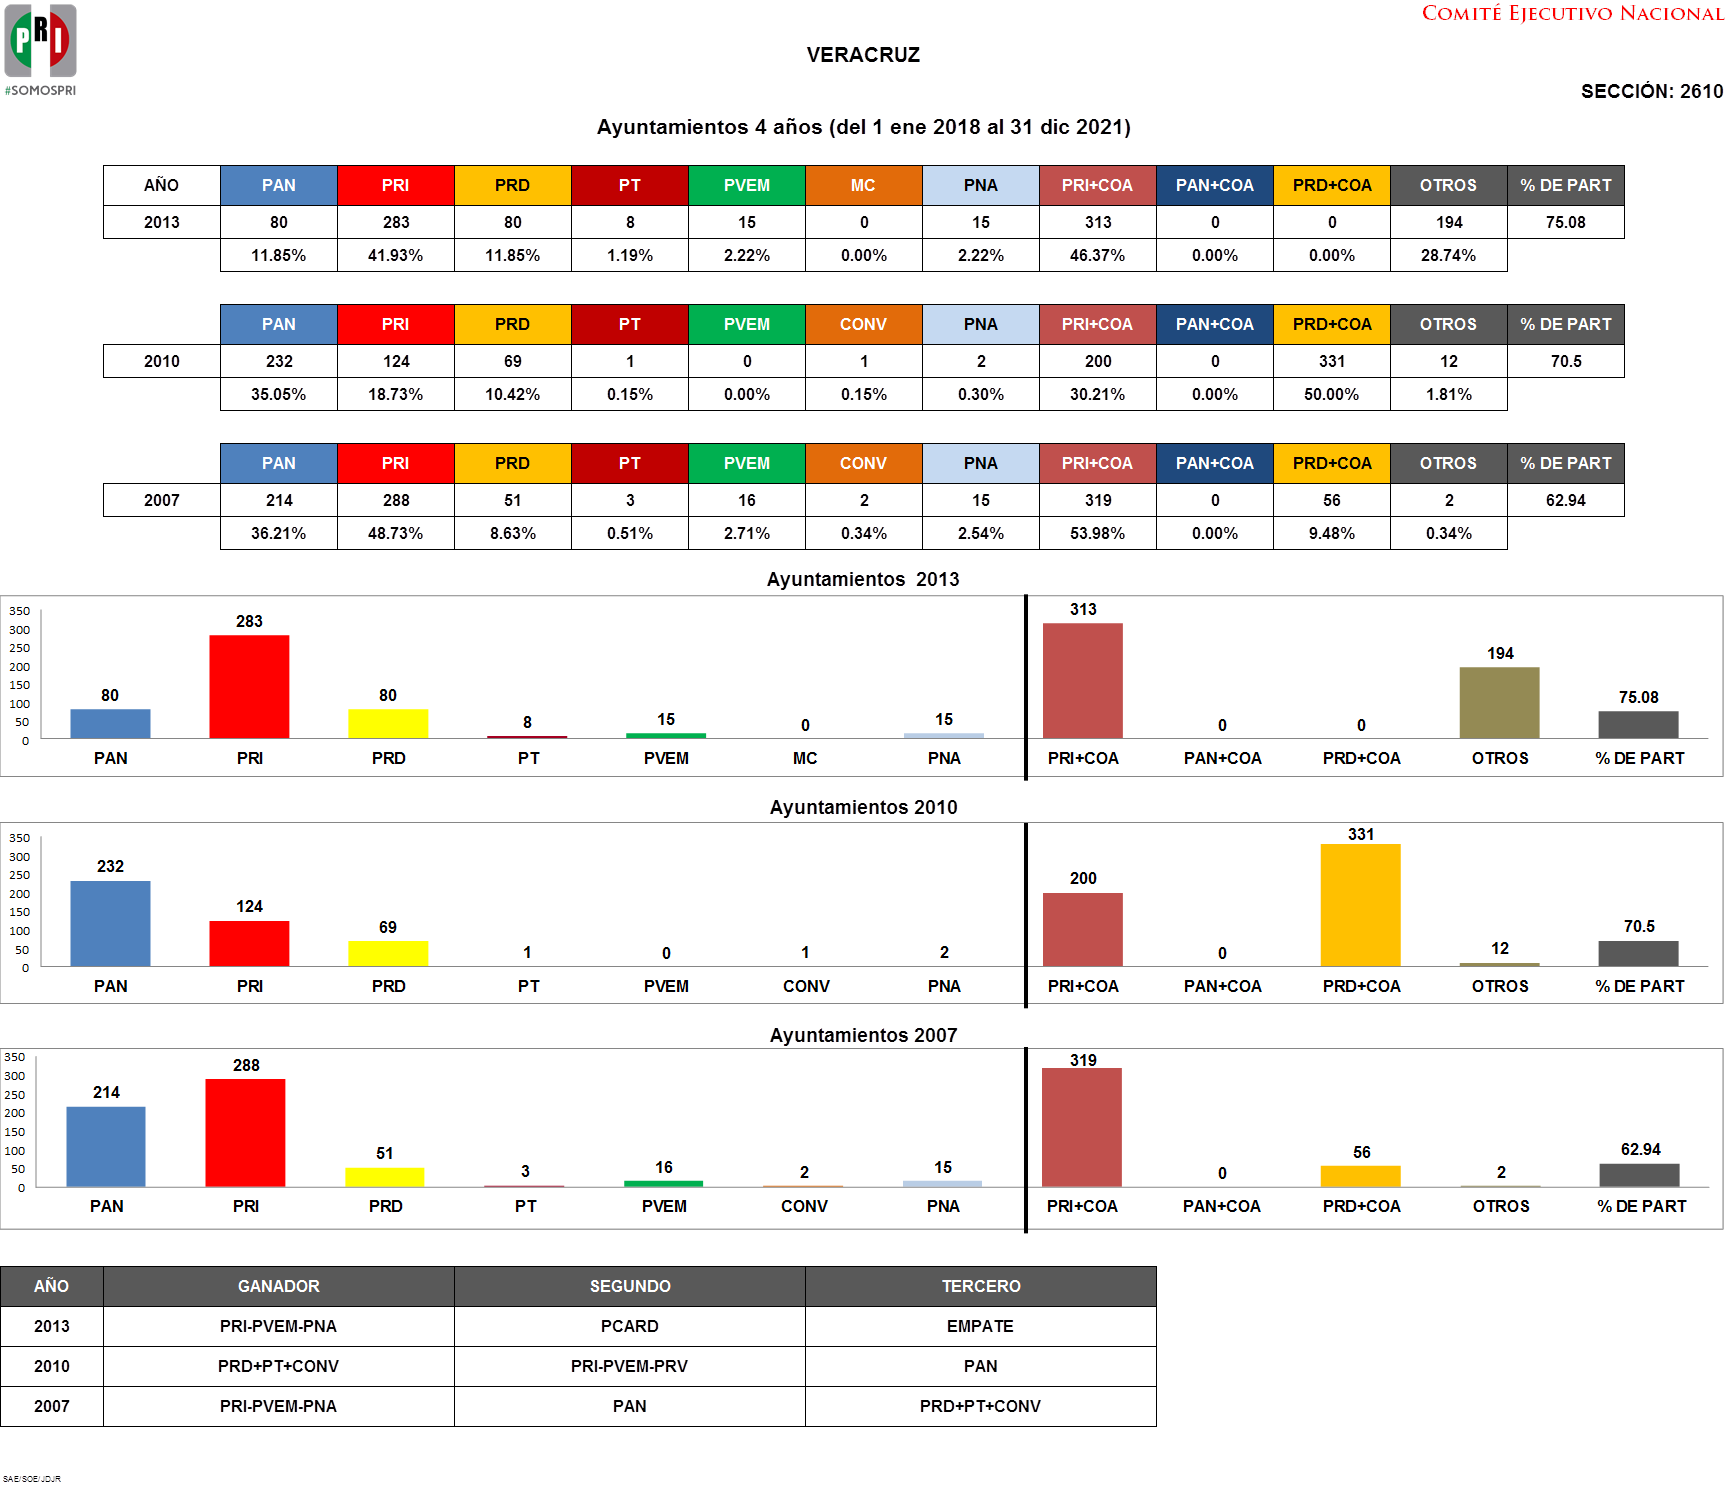 PRI
#SOMOSPRI
COMITÉ EJECUTIVO NACIONAL
VERACRUZ
SECCIÓN: 2610
Ayuntamientos 4 años (del 1 ene 2018 al 31 dic 2021)
AÑO PAN PRI PRD PT PVEM MC PNA PRI+COA PAN+COA PRD+COA OTROS % DE PART
2013 80 283 80 8 15 0 15 313 0 0 194 75.08
11.85% 41.93% 11.85% 1.19% 2.22% 0.00% 2.22% 46.37% 0.00% 0.00% 28.74%
PAN PRI PRD PT PVEM CONV PNA PRI+COA PAN+COA PRD+COA OTROS % DE PART
2010 232 124 69 1 0 1 2 200 0 331 12 70.5
35.05% 18.73% 10.42% 0.15% 0.00% 0.15% 0.30% 30.21% 0.00% 50.00% 1.81%
PAN PRI PRD PT PVEM CONV PNA PRI+COA PAN+COA PRD+COA OTROS % DE PART
2007 214 288 51 3 16 2 15 319 0 56 2 62.94
36.21% 48.73% 8.63% 0.51% 2.71% 0.34% 2.54% 53.98% 0.00% 9.48% 0.34%
Ayuntamientos 2013
350
300
250
200
150
100
50
0
80 283 80 8 15 0 15 313 0 0 194 75.08
PAN PRI PRD PT PVEM MC PNA PRI+COA PAN+COA PRD+COA OTROS % DE PART
Ayuntamientos 2010
350
300
250
200
150
100
50
0
232 124 69 1 0 1 2 200 0 331 12 70.5
PAN PRI PRD PT PVEM CONV PNA PRI+COA PAN+COA PRD+COA OTROS % DE PART
Ayuntamientos 2007
350
300
250
200
150
100
50
0
214 288 51 3 16 2 15 319 0 56 2 62.94
PAN PRI PRD PT PVEM CONV PNA PRI+COA PAN+COA PRD+COA OTROS % DE PART
AÑO GANADOR SEGUNDO TERCERO
2013 PRI-PVEM-PNA PCARD EMPATE
2010 PRD+PT+CONV PRI-PVEM-PRV PAN
2007 PRI-PVEM-PNA PAN PRD+PT+CONV
SAE/SOE/JDJR